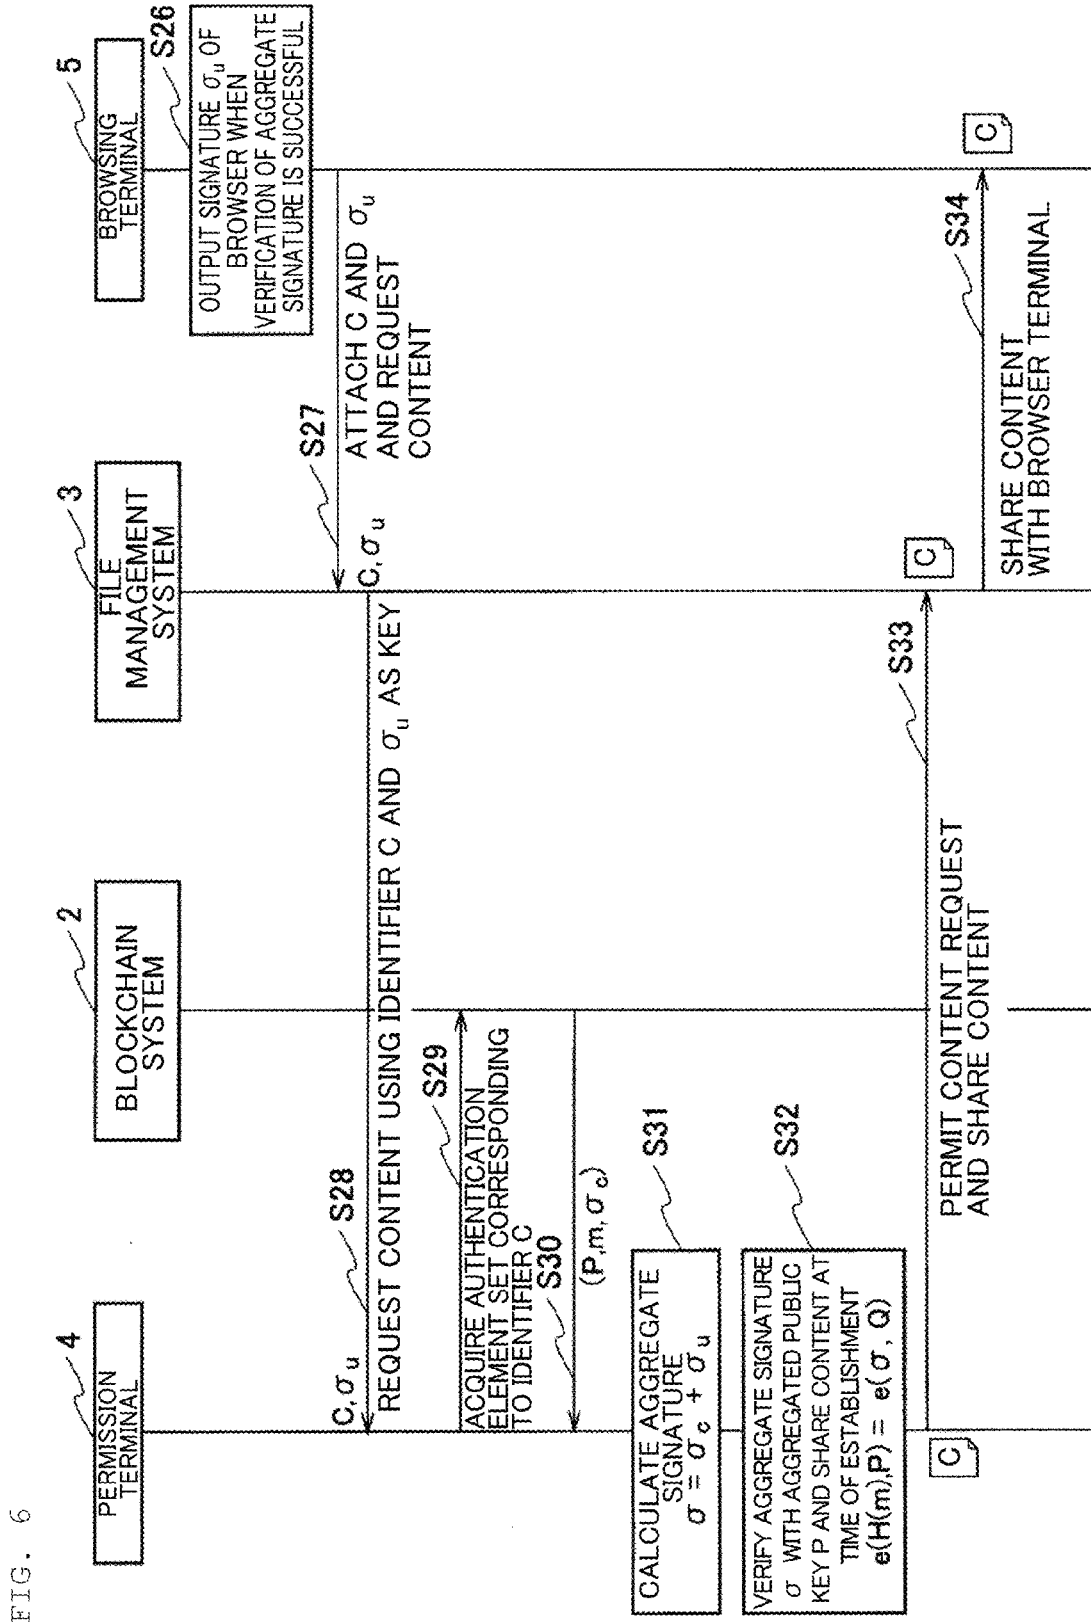 FIG. 6
4
PERMISSION
TERMINAL
2
BLOCKCHAIN
SYSTEM
3
FILE
MANAGEMENT
SYSTEM
5
BROWSING
TERMINAL
S26
OUTPUT SIGNATURE σu OF
BROWSER WHEN
VERIFICATION OF AGGREGATE
SIGNATURE IS SUCCESSFUL
S27
ATTACH C AND σu
AND REQUEST
CONTENT
C, σu
S28
C, σu
REQUEST CONTENT USING IDENTIFIER C AND σu AS KEY
S29
ACQUIRE AUTHENTICATION
ELEMENT SET CORRESPONDING
TO IDENTIFIER C
S30
(P,m,σc)
S31
CALCULATE AGGREGATE
SIGNATURE
σ = σc + σu
S32
VERIFY AGGREGATE SIGNATURE
σ WITH AGGREGATED PUBLIC
KEY P AND SHARE CONTENT AT
TIME OF ESTABLISHMENT
e(H(m),P) = e(σ, Q)
C
S33
C
PERMIT CONTENT REQUEST
AND SHARE CONTENT
S34
C
SHARE CONTENT
WITH BROWSER TERMINAL